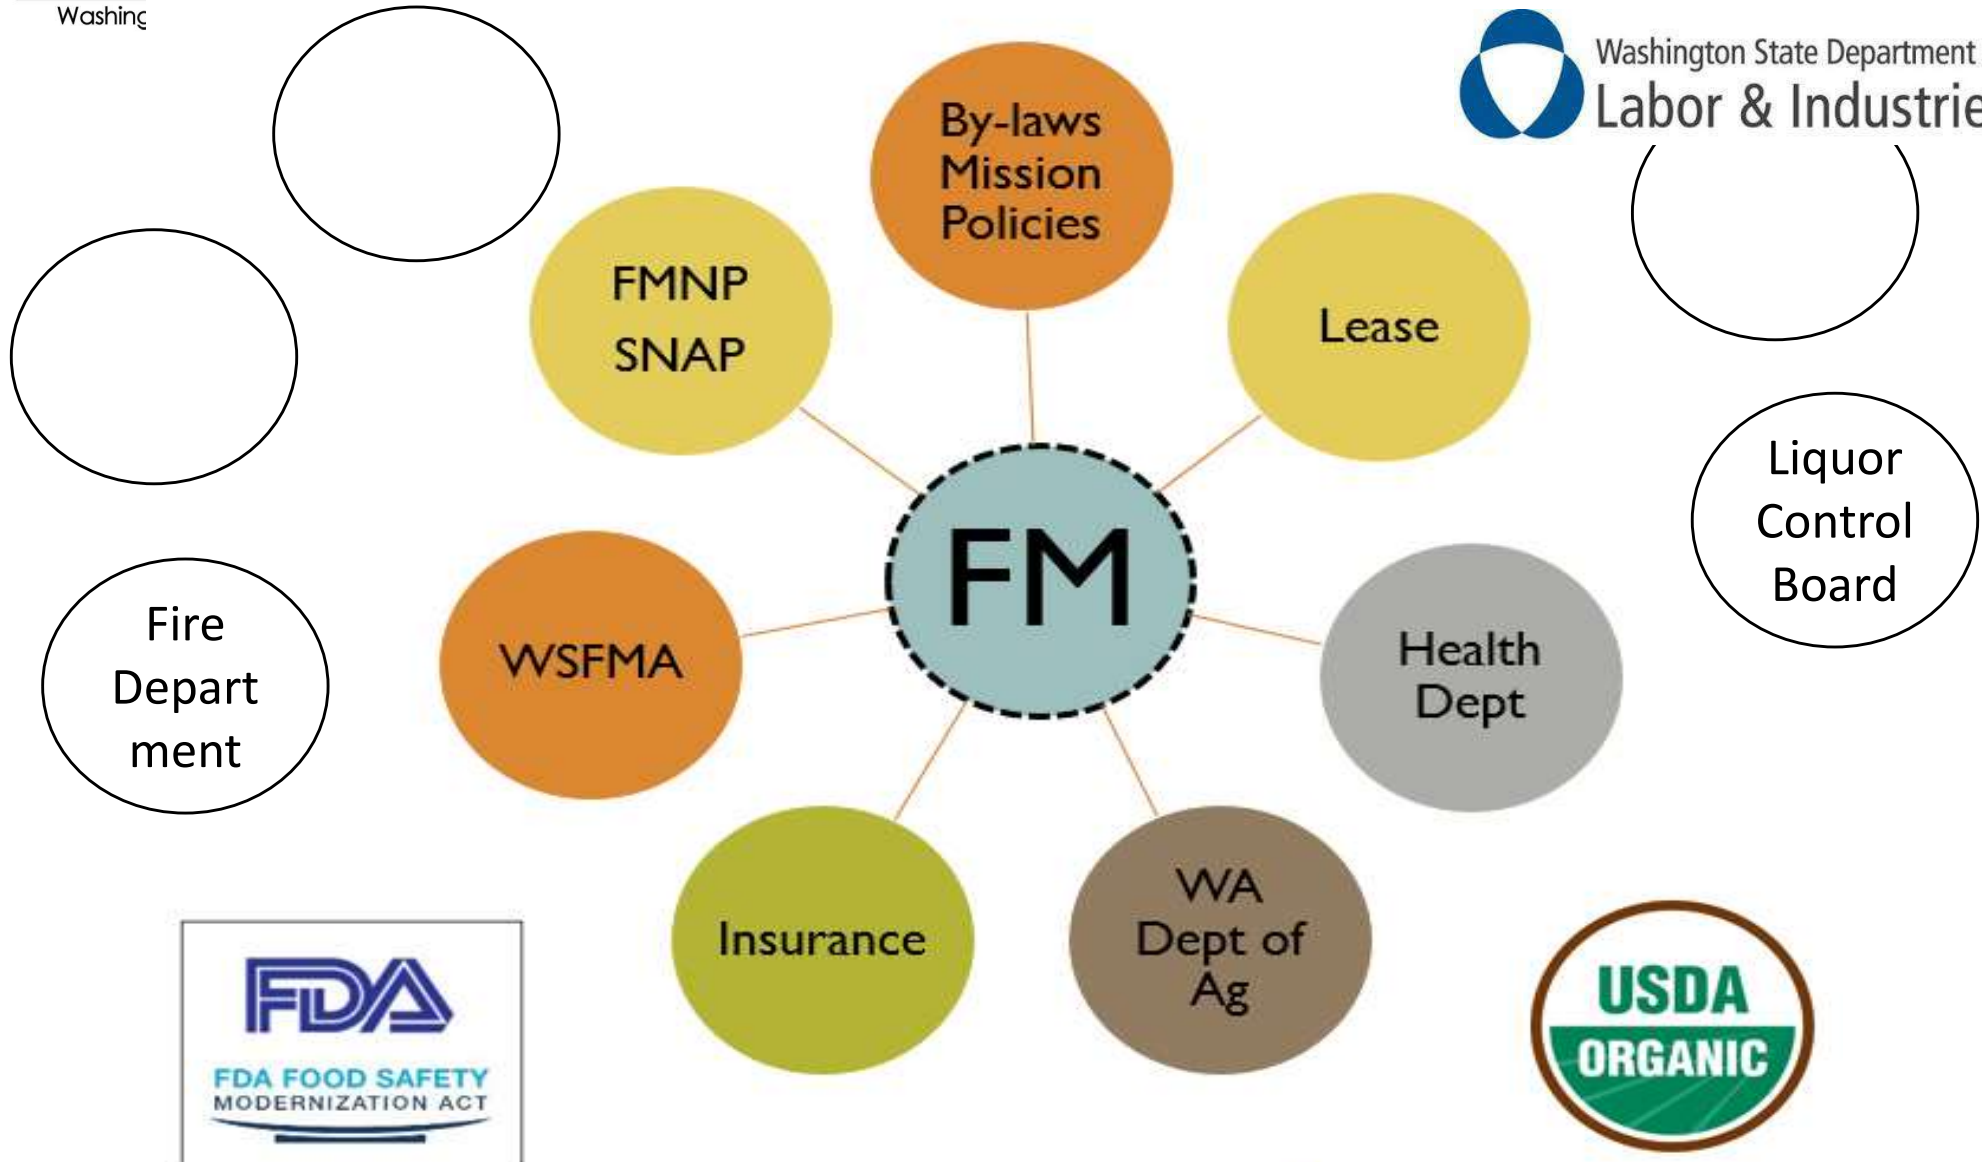 Washing
Washington State Department
Labor & Industrie
By-laws
Mission
Policies
FMNP
SNAP
Lease
Liquor
Control
Board
FM
Fire
Depart
ment
WSFMA
Health
Dept
Insurance
WA
Dept of
Ag
FDA
FDA FOOD SAFETY
MODERNIZATION ACT
USDA
ORGANIC